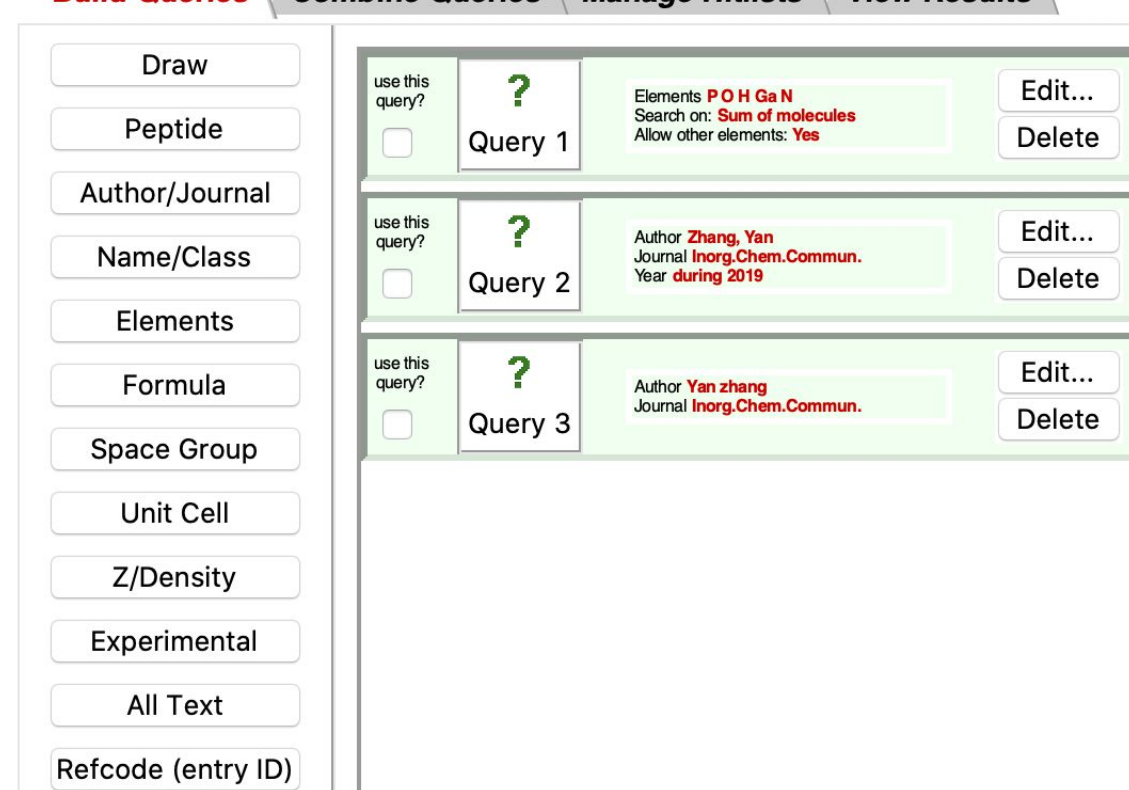 Build Queries Combine Queries Manage Hitlists View Results
Draw
Peptide
Author/Journal
Name/Class
Elements
Formula
Space Group
Unit Cell
Z/Density
Experimental
All Text
Refcode (entry ID)
use this
query?
?
Query 1
Elements P O H Ga N
Search on: Sum of molecules
Allow other elements: Yes
Edit...
Delete
use this
query?
?
Query 2
Author Zhang, Yan
Journal Inorg.Chem.Commun.
Year during 2019
Edit...
Delete
use this
query?
?
Query 3
Author Yan zhang
Journal Inorg.Chem.Commun.
Edit...
Delete